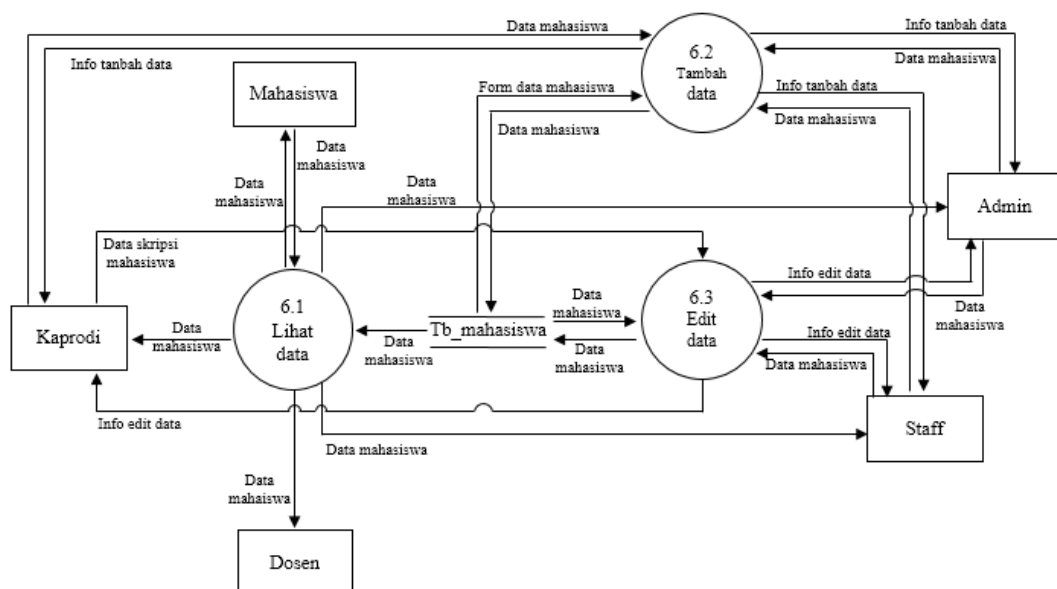 Data mahasiswa
Info tanbah data
6.2
Tambah
data
Info tanbah data
Data mahasiswa
Info tanbah data
Data mahasiswa
Form data mahasiswa
Data mahasiswa
Mahasiswa
Data
mahasiswa
Data
mahasiswa
Data
mahasiswa
Admin
Data skripsi
mahasiswa
Info edit data
Data
mahasiswa
Kaprodi
Data
mahasiswa
6.1
Lihat
data
Data
mahasiswa
Tb_mahasiswa
Data
mahasiswa
Data
mahasiswa
6.3
Edit
data
Info edit data
Data mahasiswa
Staff
Info edit data
Data mahasiswa
Data
mahaiswa
Dosen